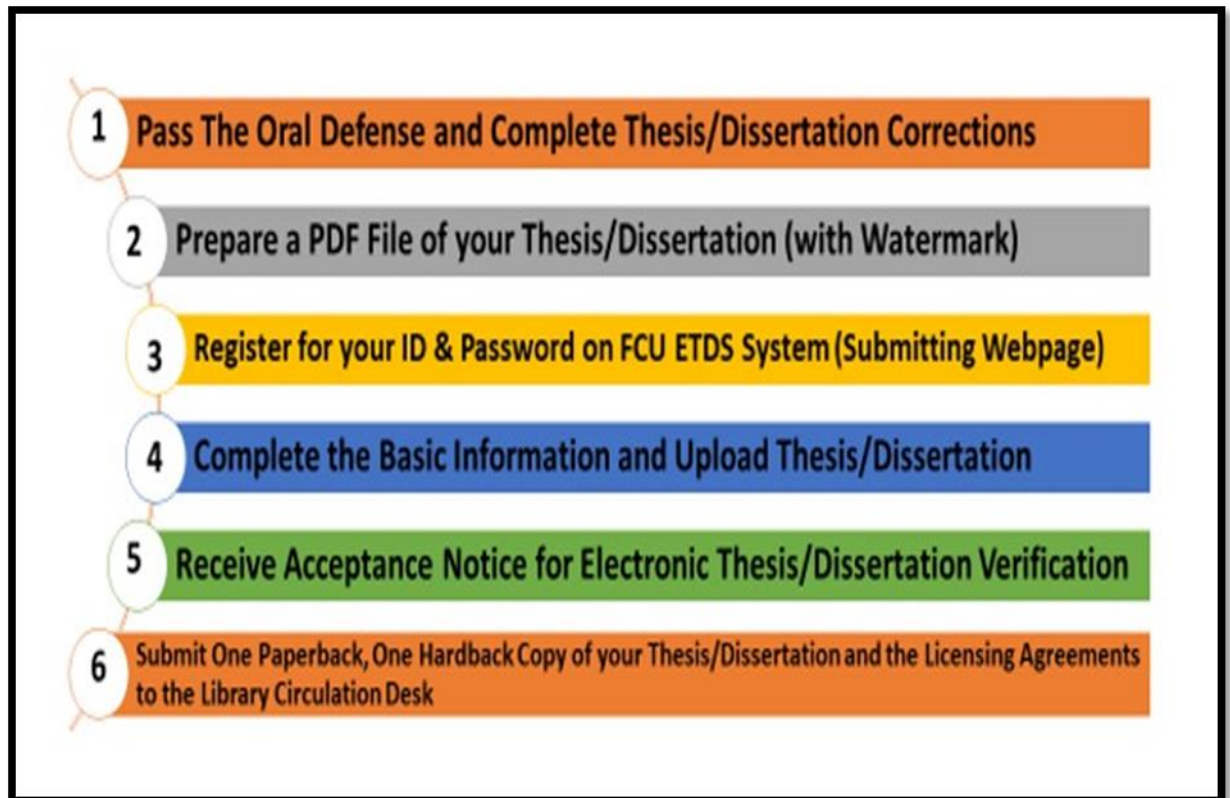 1 Pass The Oral Defense and Complete Thesis/Dissertation Corrections
2 Prepare a PDF File of your Thesis/Dissertation (with Watermark)
3 Register for your ID & Password on FCU ETDS System (Submitting Webpage)
4 Complete the Basic Information and Upload Thesis/Dissertation
5 Receive Acceptance Notice for Electronic Thesis/Dissertation Verification
6 Submit One Paperback, One Hardback Copy of your Thesis/Dissertation and the Licensing Agreements
to the Library Circulation Desk